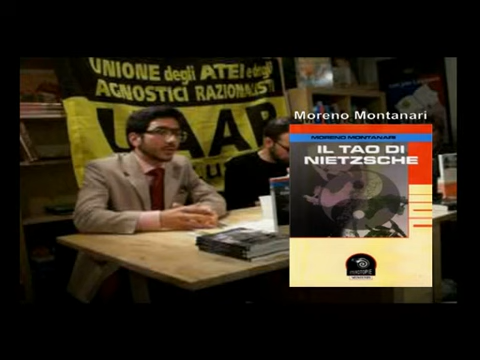 UNIONE degli ATEI e degli
AGNOSTICI RAZIONALISTI
UAAR
Moreno Montanari
MORENO MONTANARI
IL TAO DI
NIETZSCHE